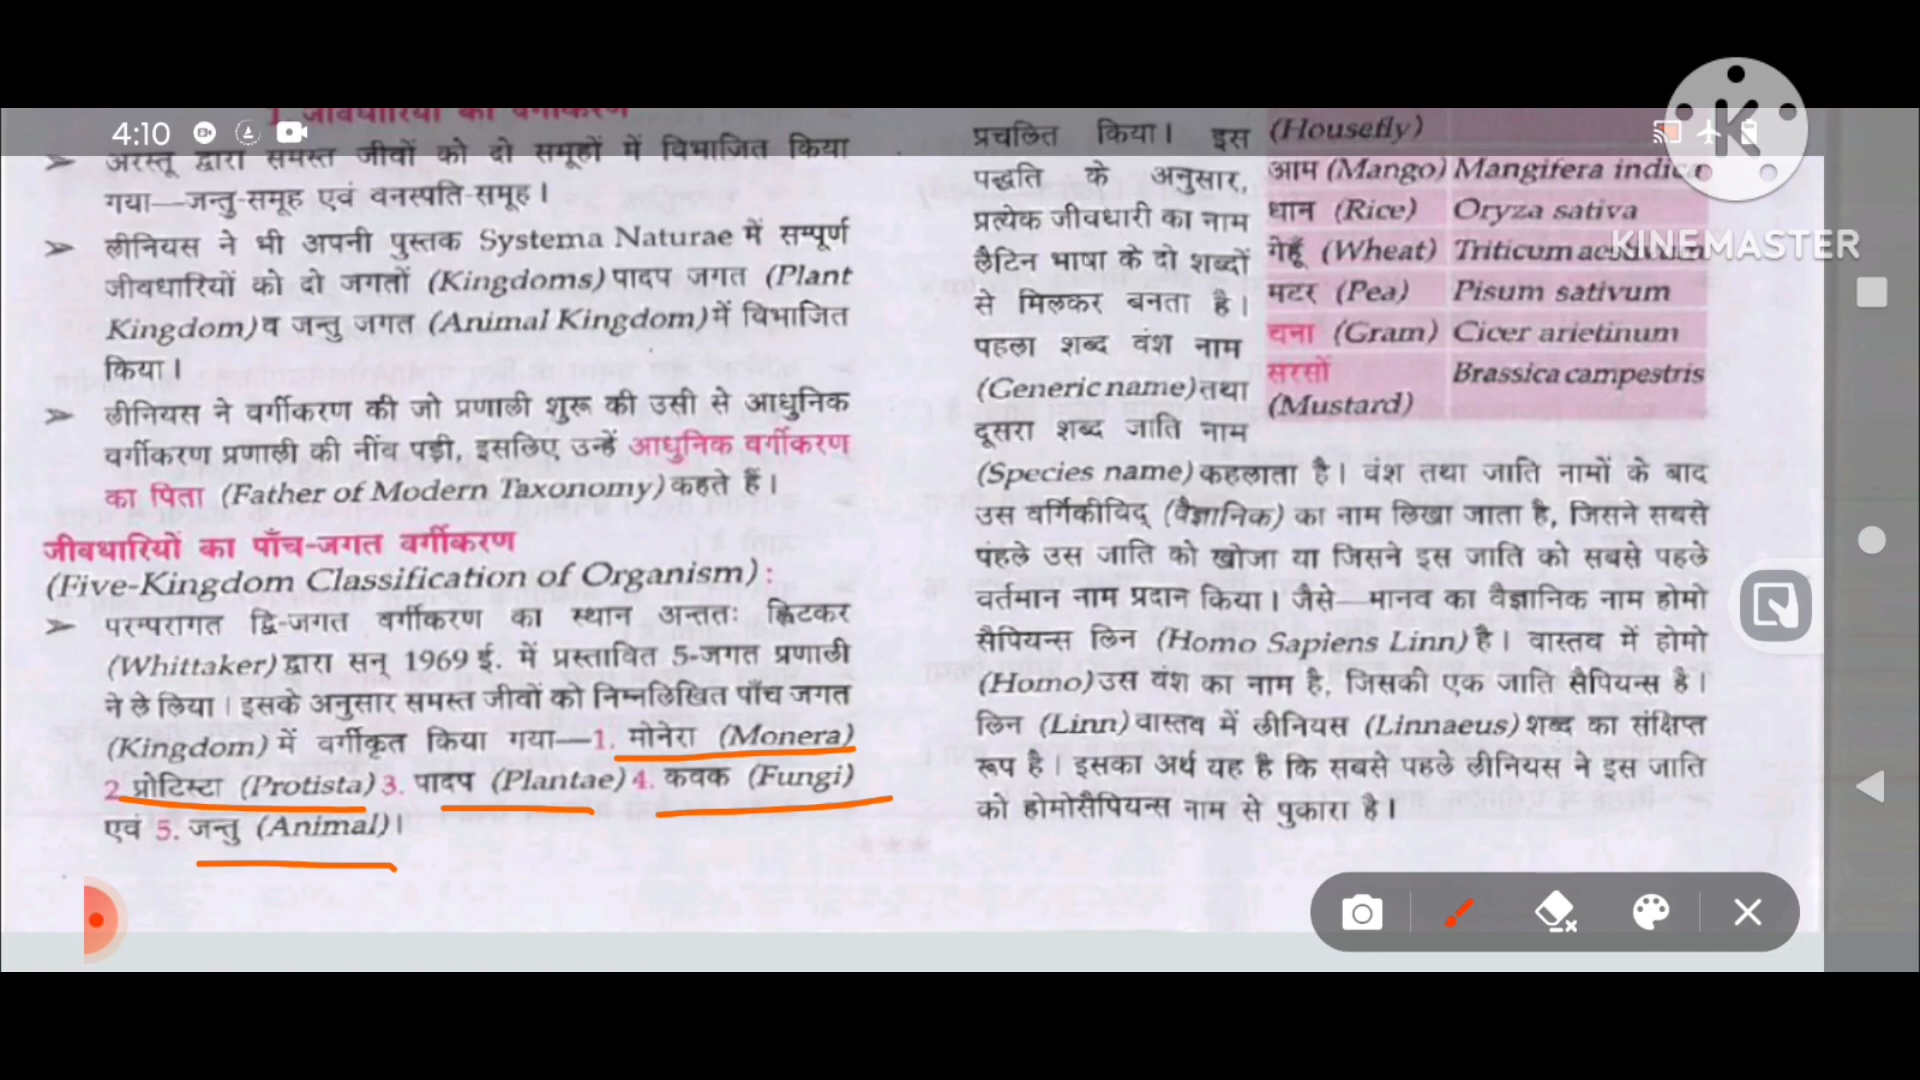 4:10
1. जीवधारियों का वर्गीकरण
➤ अरस्तू द्वारा समस्त जीवों को दो समूहों में विभाजित किया
गया—जन्तु-समूह एवं वनस्पति-समूह।
➤ लीनियस ने भी अपनी पुस्तक Systema Naturae में सम्पूर्ण
जीवधारियों को दो जगतों (Kingdoms) पादप जगत (Plant
Kingdom) व जन्तु जगत (Animal Kingdom) में विभाजित
किया।
➤ लीनियस ने वर्गीकरण की जो प्रणाली शुरू की उसी से आधुनिक
वर्गीकरण प्रणाली की नींव पड़ी, इसलिए उन्हें आधुनिक वर्गीकरण
का पिता (Father of Modern Taxonomy) कहते हैं।
जीवधारियों का पाँच-जगत वर्गीकरण
(Five-Kingdom Classification of Organism) :
➤ परम्परागत द्वि-जगत वर्गीकरण का स्थान अन्ततः ह्विटकर
(Whittaker) द्वारा सन् 1969 ई. में प्रस्तावित 5-जगत प्रणाली
ने ले लिया। इसके अनुसार समस्त जीवों को निम्नलिखित पाँच जगत
(Kingdom) में वर्गीकृत किया गया—1. मोनेरा (Monera)
2 प्रोटिस्टा (Protista) 3. पादप (Plantae) 4. कवक (Fungi)
एवं 5. जन्तु (Animal)।
प्रचलित किया। इस
पद्धति के अनुसार,
प्रत्येक जीवधारी का नाम
लैटिन भाषा के दो शब्दों
से मिलकर बनता है।
पहला शब्द वंश नाम
(Generic name) तथा
दूसरा शब्द जाति नाम
(Species name) कहलाता है। वंश तथा जाति नामों के बाद
उस वर्गिकीविद् (वैज्ञानिक) का नाम लिखा जाता है, जिसने सबसे
पहले उस जाति को खोजा या जिसने इस जाति को सबसे पहले
वर्तमान नाम प्रदान किया। जैसे—मानव का वैज्ञानिक नाम होमो
सैपियन्स लिन (Homo Sapiens Linn) है। वास्तव में होमो
(Homo) उस वंश का नाम है, जिसकी एक जाति सैपियन्स है।
लिन (Linn) वास्तव में लीनियस (Linnaeus) शब्द का संक्षिप्त
रूप है। इसका अर्थ यह है कि सबसे पहले लीनियस ने इस जाति
को होमोसैपियन्स नाम से पुकारा है।
(Housefly)
आम (Mango) Mangifera indica
धान (Rice) Oryza sativa
गेहूँ (Wheat) Triticum aestivum
मटर (Pea) Pisum sativum
चना (Gram) Cicer arietinum
सरसों Brassica campestris
(Mustard)
K
KINEMASTER